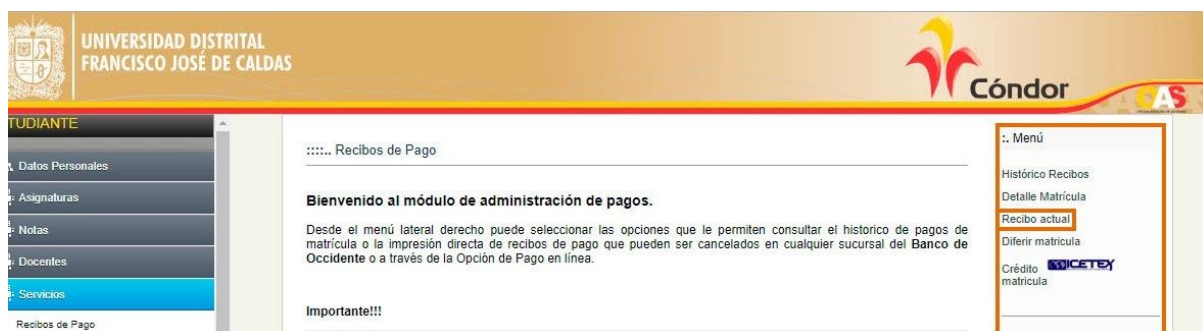 UNIVERSIDAD DISTRITAL
FRANCISCO JOSÉ DE CALDAS
Cóndor
TUDIANTE
Datos Personales
Asignaturas
Notas
Docentes
Servicios
Recibos de Pago
::::.. Recibos de Pago
Bienvenido al módulo de administración de pagos.
Desde el menú lateral derecho puede seleccionar las opciones que le permiten consultar el historico de pagos de
matrícula o la impresión directa de recibos de pago que pueden ser cancelados en cualquier sucursal del Banco de
Occidente o a través de la Opción de Pago en línea.
Importante!!!
:. Menú
Histórico Recibos
Detalle Matrícula
Recibo actual
Diferir matricula
Crédito ICETEX
matricula